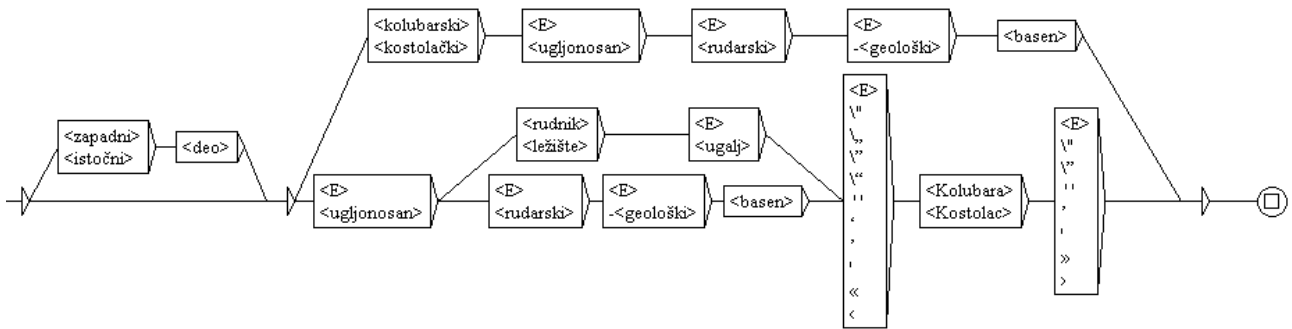 <kolubarski>
<kostolački>
<E>
<ugljonosan>
<E>
<rudarski>
<E>
-<geološki>
<basen>
<zapadni>
<istočni>
<deo>
<rudnik>
<ležište>
<E>
<ugalj>
<E>
<ugljonosan>
<E>
<rudarski>
<E>
-<geološki>
<basen>
<E>
\"
\„
\”
\“
''
‘
’
'
«
‹
<Kolubara>
<Kostolac>
<E>
\"
\”
''
’
'
»
›